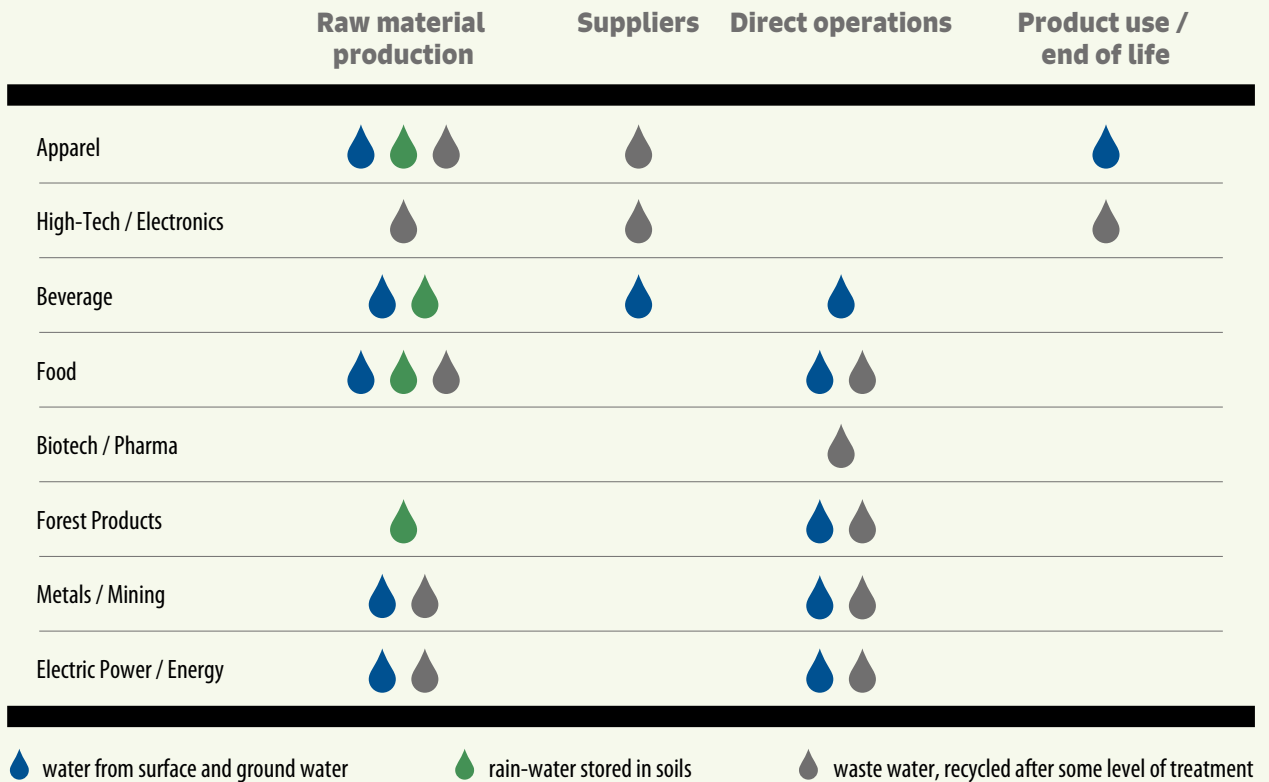 Raw material production
Suppliers
Direct operations
Product use / end of life
Apparel
High-Tech / Electronics
Beverage
Food
Biotech / Pharma
Forest Products
Metals / Mining
Electric Power / Energy
water from surface and ground water
rain-water stored in soils
waste water, recycled after some level of treatment